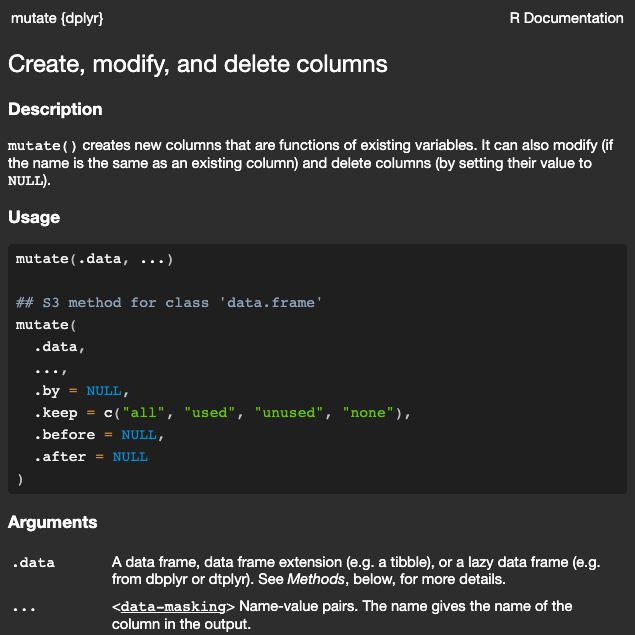 mutate {dplyr}
R Documentation
Create, modify, and delete columns
Description
mutate() creates new columns that are functions of existing variables. It can also modify (if
the name is the same as an existing column) and delete columns (by setting their value to
NULL).
Usage
mutate(.data, ...)
## S3 method for class 'data.frame'
mutate(
  .data,
  ...,
  .by = NULL,
  .keep = c("all", "used", "unused", "none"),
  .before = NULL,
  .after = NULL
)
Arguments
.data A data frame, data frame extension (e.g. a tibble), or a lazy data frame (e.g.
from dbplyr or dtplyr). See Methods, below, for more details.
... <data-masking> Name-value pairs. The name gives the name of the
column in the output.